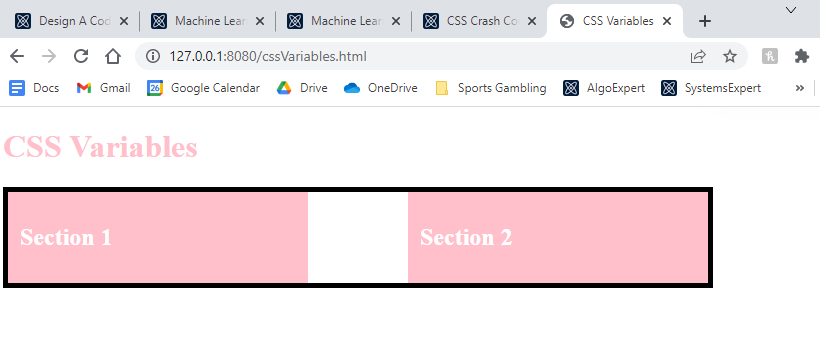 Design A Cod
Machine Lear
Machine Lear
CSS Crash Co
CSS Variables
127.0.0.1:8080/cssVariables.html
Docs
Gmail
26
Google Calendar
Drive
OneDrive
Sports Gambling
AlgoExpert
SystemsExpert
»
CSS Variables
Section 1
Section 2